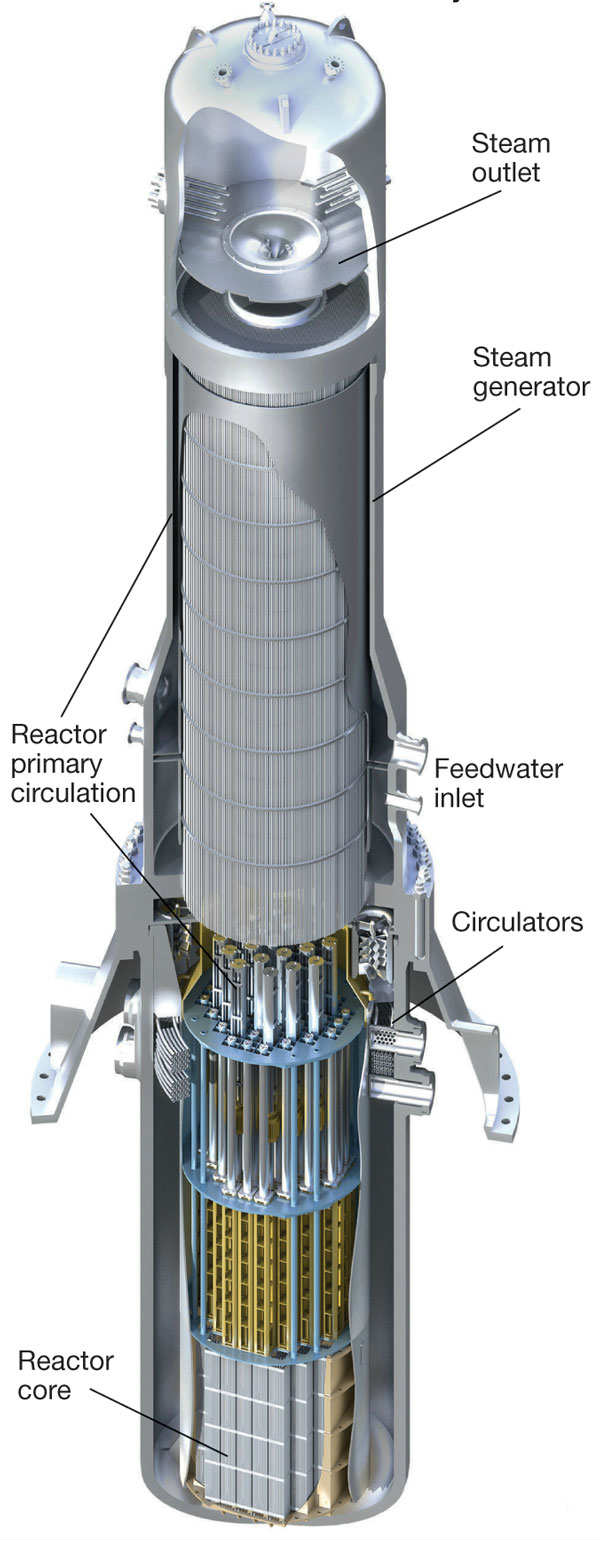 Steam
outlet
Steam
generator
Reactor
primary
circulation
Feedwater
inlet
Circulators
Reactor
core